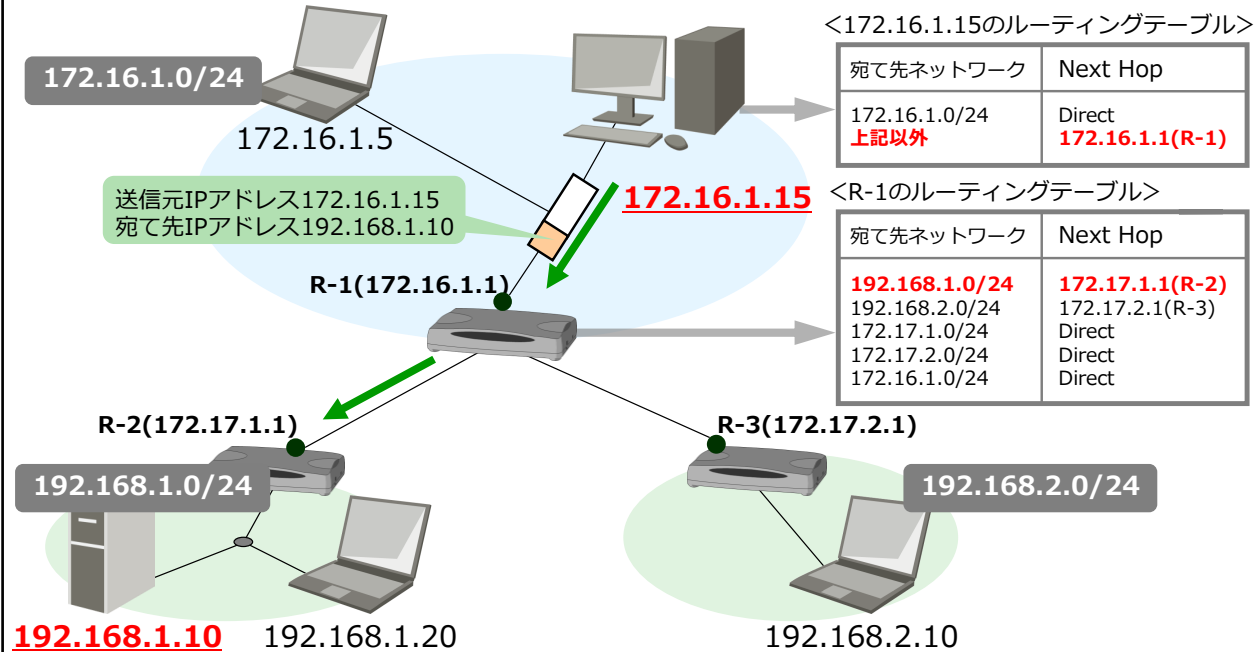 <172.16.1.15のルーティングテーブル>
宛て先ネットワーク Next Hop
172.16.1.0/24 Direct
上記以外 172.16.1.1(R-1)
172.16.1.0/24
172.16.1.5
送信元IPアドレス172.16.1.15
宛て先IPアドレス192.168.1.10
172.16.1.15
<R-1のルーティングテーブル>
宛て先ネットワーク Next Hop
192.168.1.0/24 172.17.1.1(R-2)
192.168.2.0/24 172.17.2.1(R-3)
172.17.1.0/24 Direct
172.17.2.0/24 Direct
172.16.1.0/24 Direct
R-1(172.16.1.1)
R-2(172.17.1.1)
R-3(172.17.2.1)
192.168.1.0/24
192.168.2.0/24
192.168.1.10
192.168.1.20
192.168.2.10